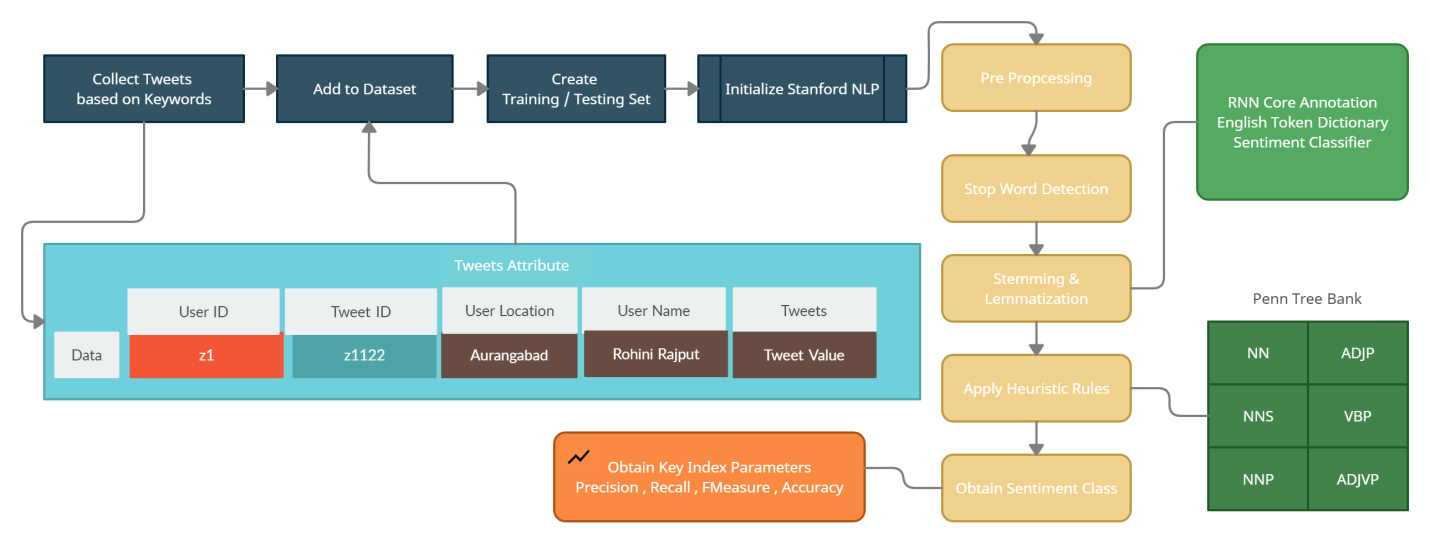 Collect Tweets
based on Keywords
Add to Dataset
Create
Training / Testing Set
Initialize Stanford NLP
Pre Propcessing
RNN Core Annotation
English Token Dictionary
Sentiment Classifier
Stop Word Detection
Stemming &
Lemmatization
Tweets Attribute
User ID
Tweet ID
User Location
User Name
Tweets
Data
z1
z1122
Aurangabad
Rohini Rajput
Tweet Value
Penn Tree Bank
NN
ADJP
NNS
VBP
NNP
ADJVP
Apply Heuristic Rules
Obtain Sentiment Class
Obtain Key Index Parameters
Precision , Recall , FMeasure , Accuracy